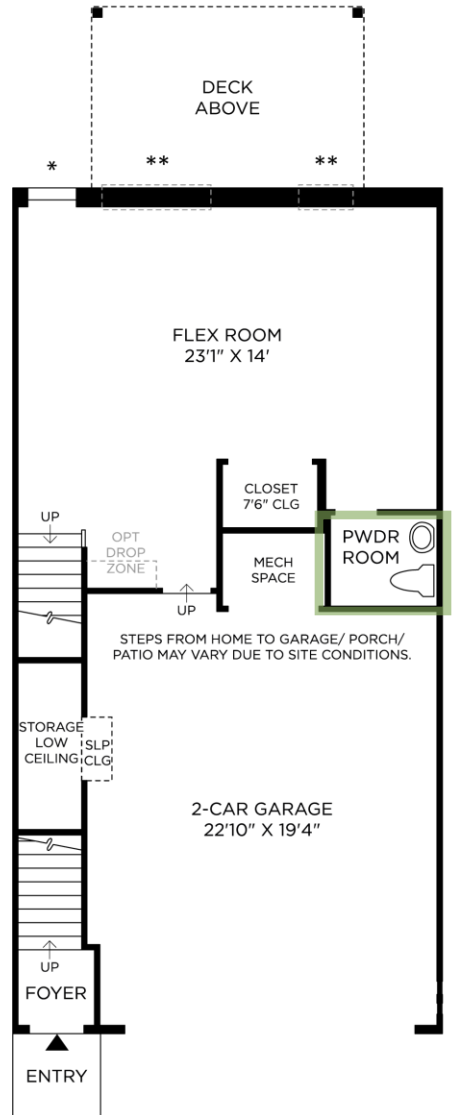 DECK
ABOVE
* ** **
FLEX ROOM
23'1" X 14'
CLOSET
7'6" CLG
UP
OPT
DROP
ZONE
MECH
SPACE
PWDR
ROOM
UP
STEPS FROM HOME TO GARAGE/ PORCH/
PATIO MAY VARY DUE TO SITE CONDITIONS.
STORAGE
LOW
CEILING
SLP
CLG
2-CAR GARAGE
22'10" X 19'4"
UP
FOYER
ENTRY